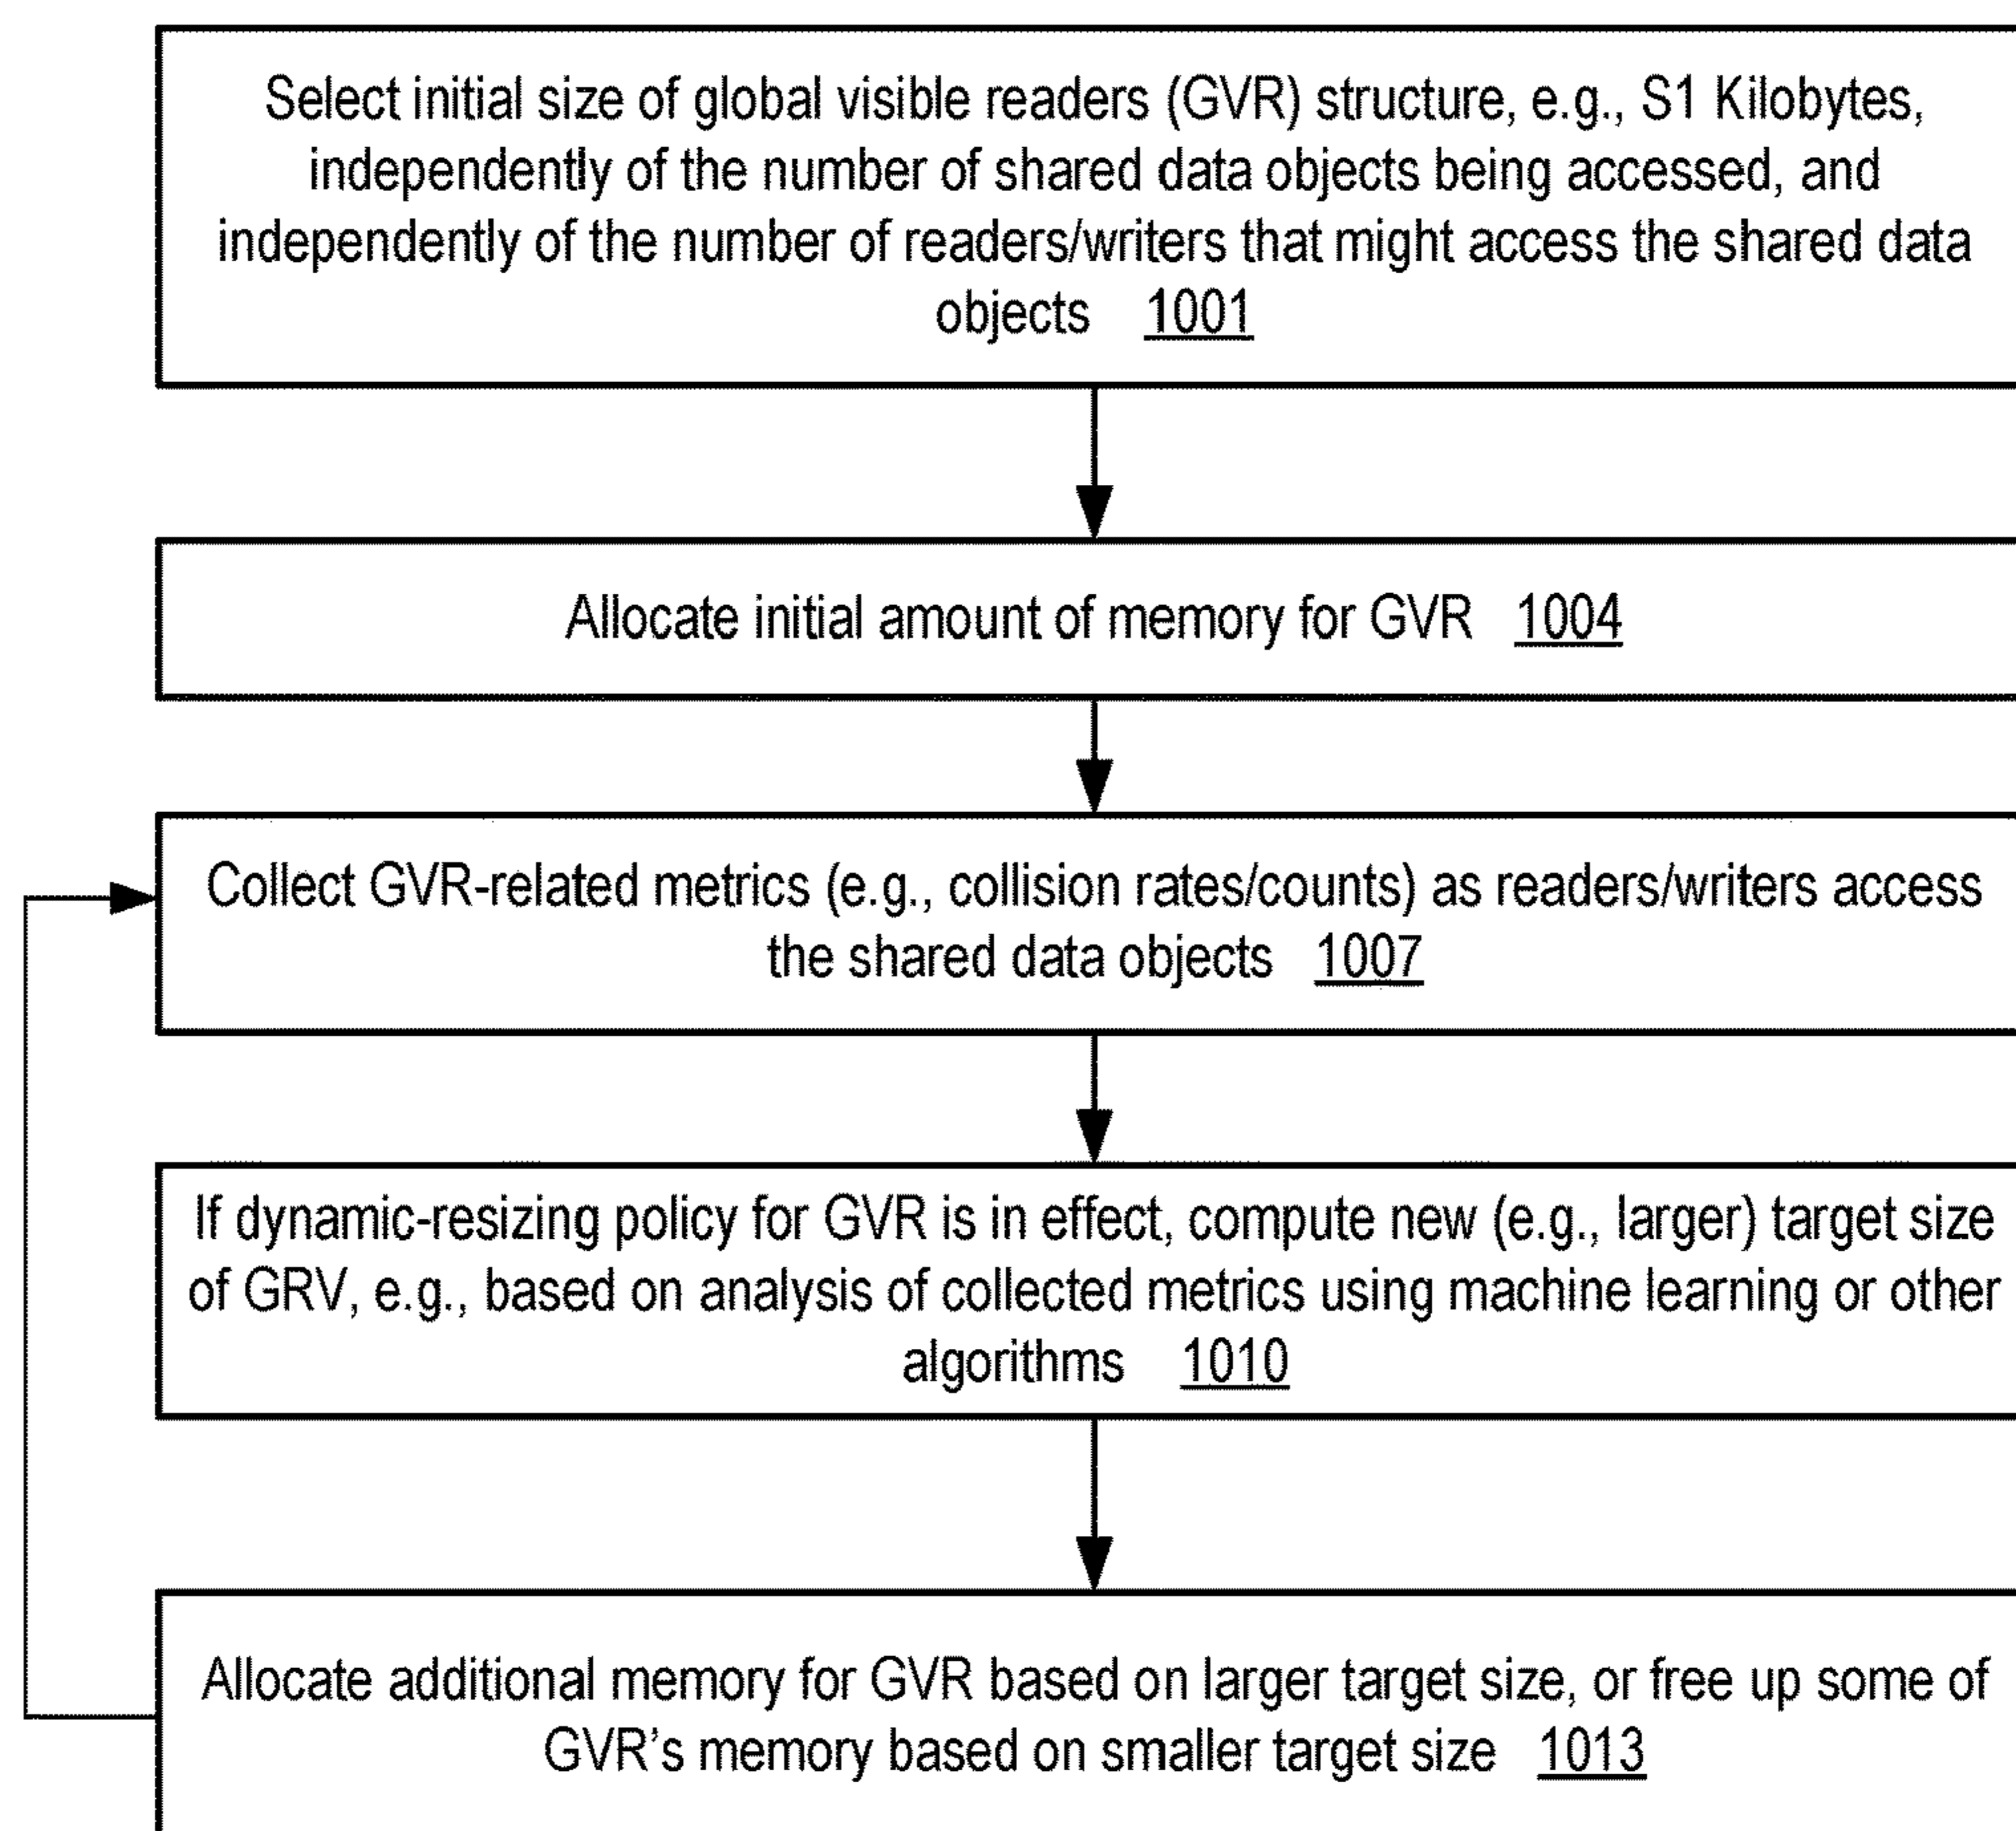 Select initial size of global visible readers (GVR) structure, e.g., S1 Kilobytes,
independently of the number of shared data objects being accessed, and
independently of the number of readers/writers that might access the shared data
objects 1001
Allocate initial amount of memory for GVR 1004
Collect GVR-related metrics (e.g., collision rates/counts) as readers/writers access
the shared data objects 1007
If dynamic-resizing policy for GVR is in effect, compute new (e.g., larger) target size
of GRV, e.g., based on analysis of collected metrics using machine learning or other
algorithms 1010
Allocate additional memory for GVR based on larger target size, or free up some of
GVR's memory based on smaller target size 1013